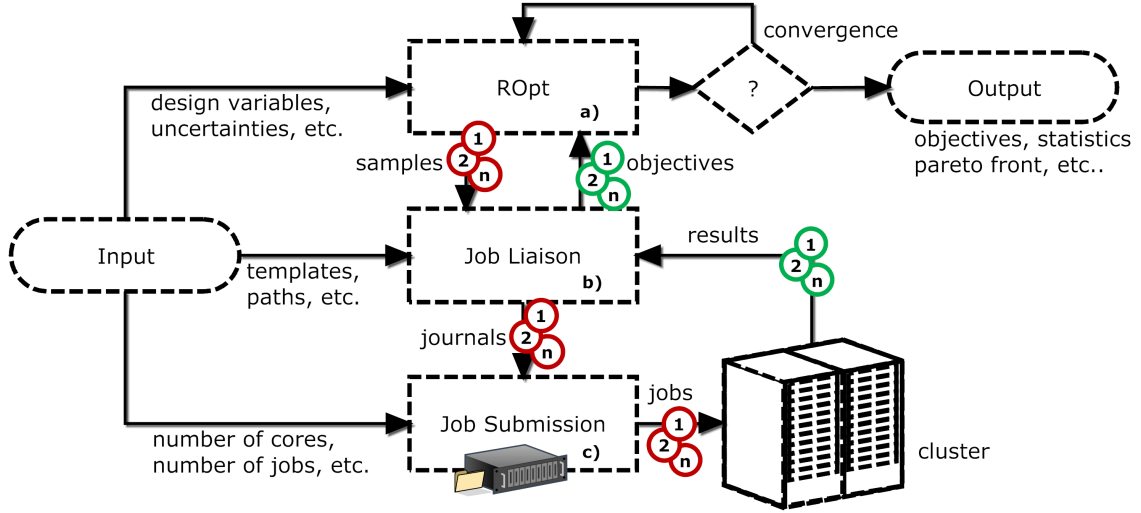 convergence
ROpt
?
Output
a)
design variables,
uncertainties, etc.
objectives, statistics
pareto front, etc..
samples
1
2
n
1
2
n
objectives
Input
Job Liaison
b)
results
1
2
n
templates,
paths, etc.
journals
1
2
n
jobs
Job Submission
c)
1
2
n
number of cores,
number of jobs, etc.
cluster